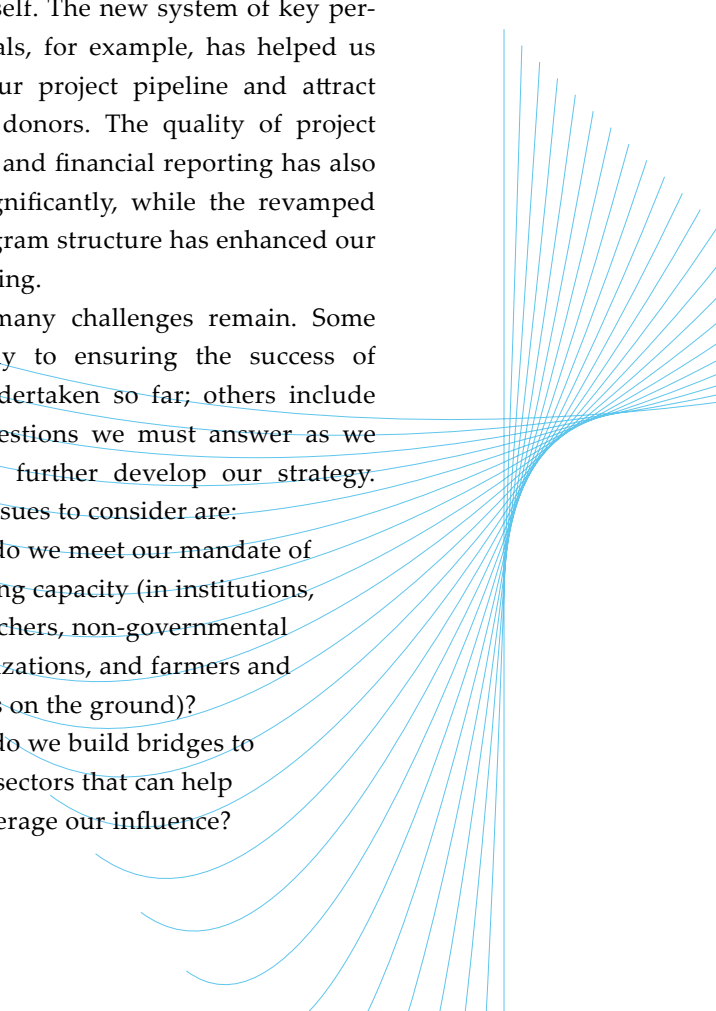 self. The new system of key per-
als, for example, has helped us
ur project pipeline and attract
donors. The quality of project
and financial reporting has also
gnificantly, while the revamped
gram structure has enhanced our
ing.
many challenges remain. Some
y to ensuring the success of
dertaken so far; others include
estions we must answer as we
further develop our strategy.
sues to consider are:
do we meet our mandate of
ng capacity (in institutions,
chers, non-governmental
izations, and farmers and
s on the ground)?
do we build bridges to
sectors that can help
erage our influence?